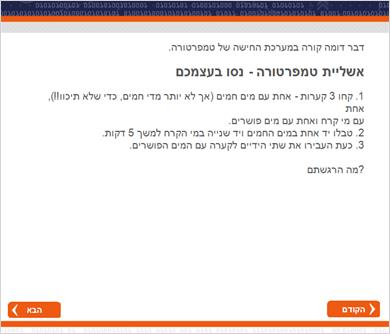 דבר דומה קורה במערכת החישה של טמפרטורה.
אשליית טמפרטורה - נסו בעצמכם
1. קחו 3 קערות - אחת עם מים חמים (אך לא יותר מדי חמים, כדי שלא תיכוו!!),
אחת
עם מי קרח ואחת עם מים פושרים.
2. טבלו יד אחת במים החמים ויד שנייה במי הקרח למשך 5 דקות.
3. כעת העבירו את שתי הידיים לקערה עם המים הפושרים.
מה הרגשתם?
הקודם
הבא